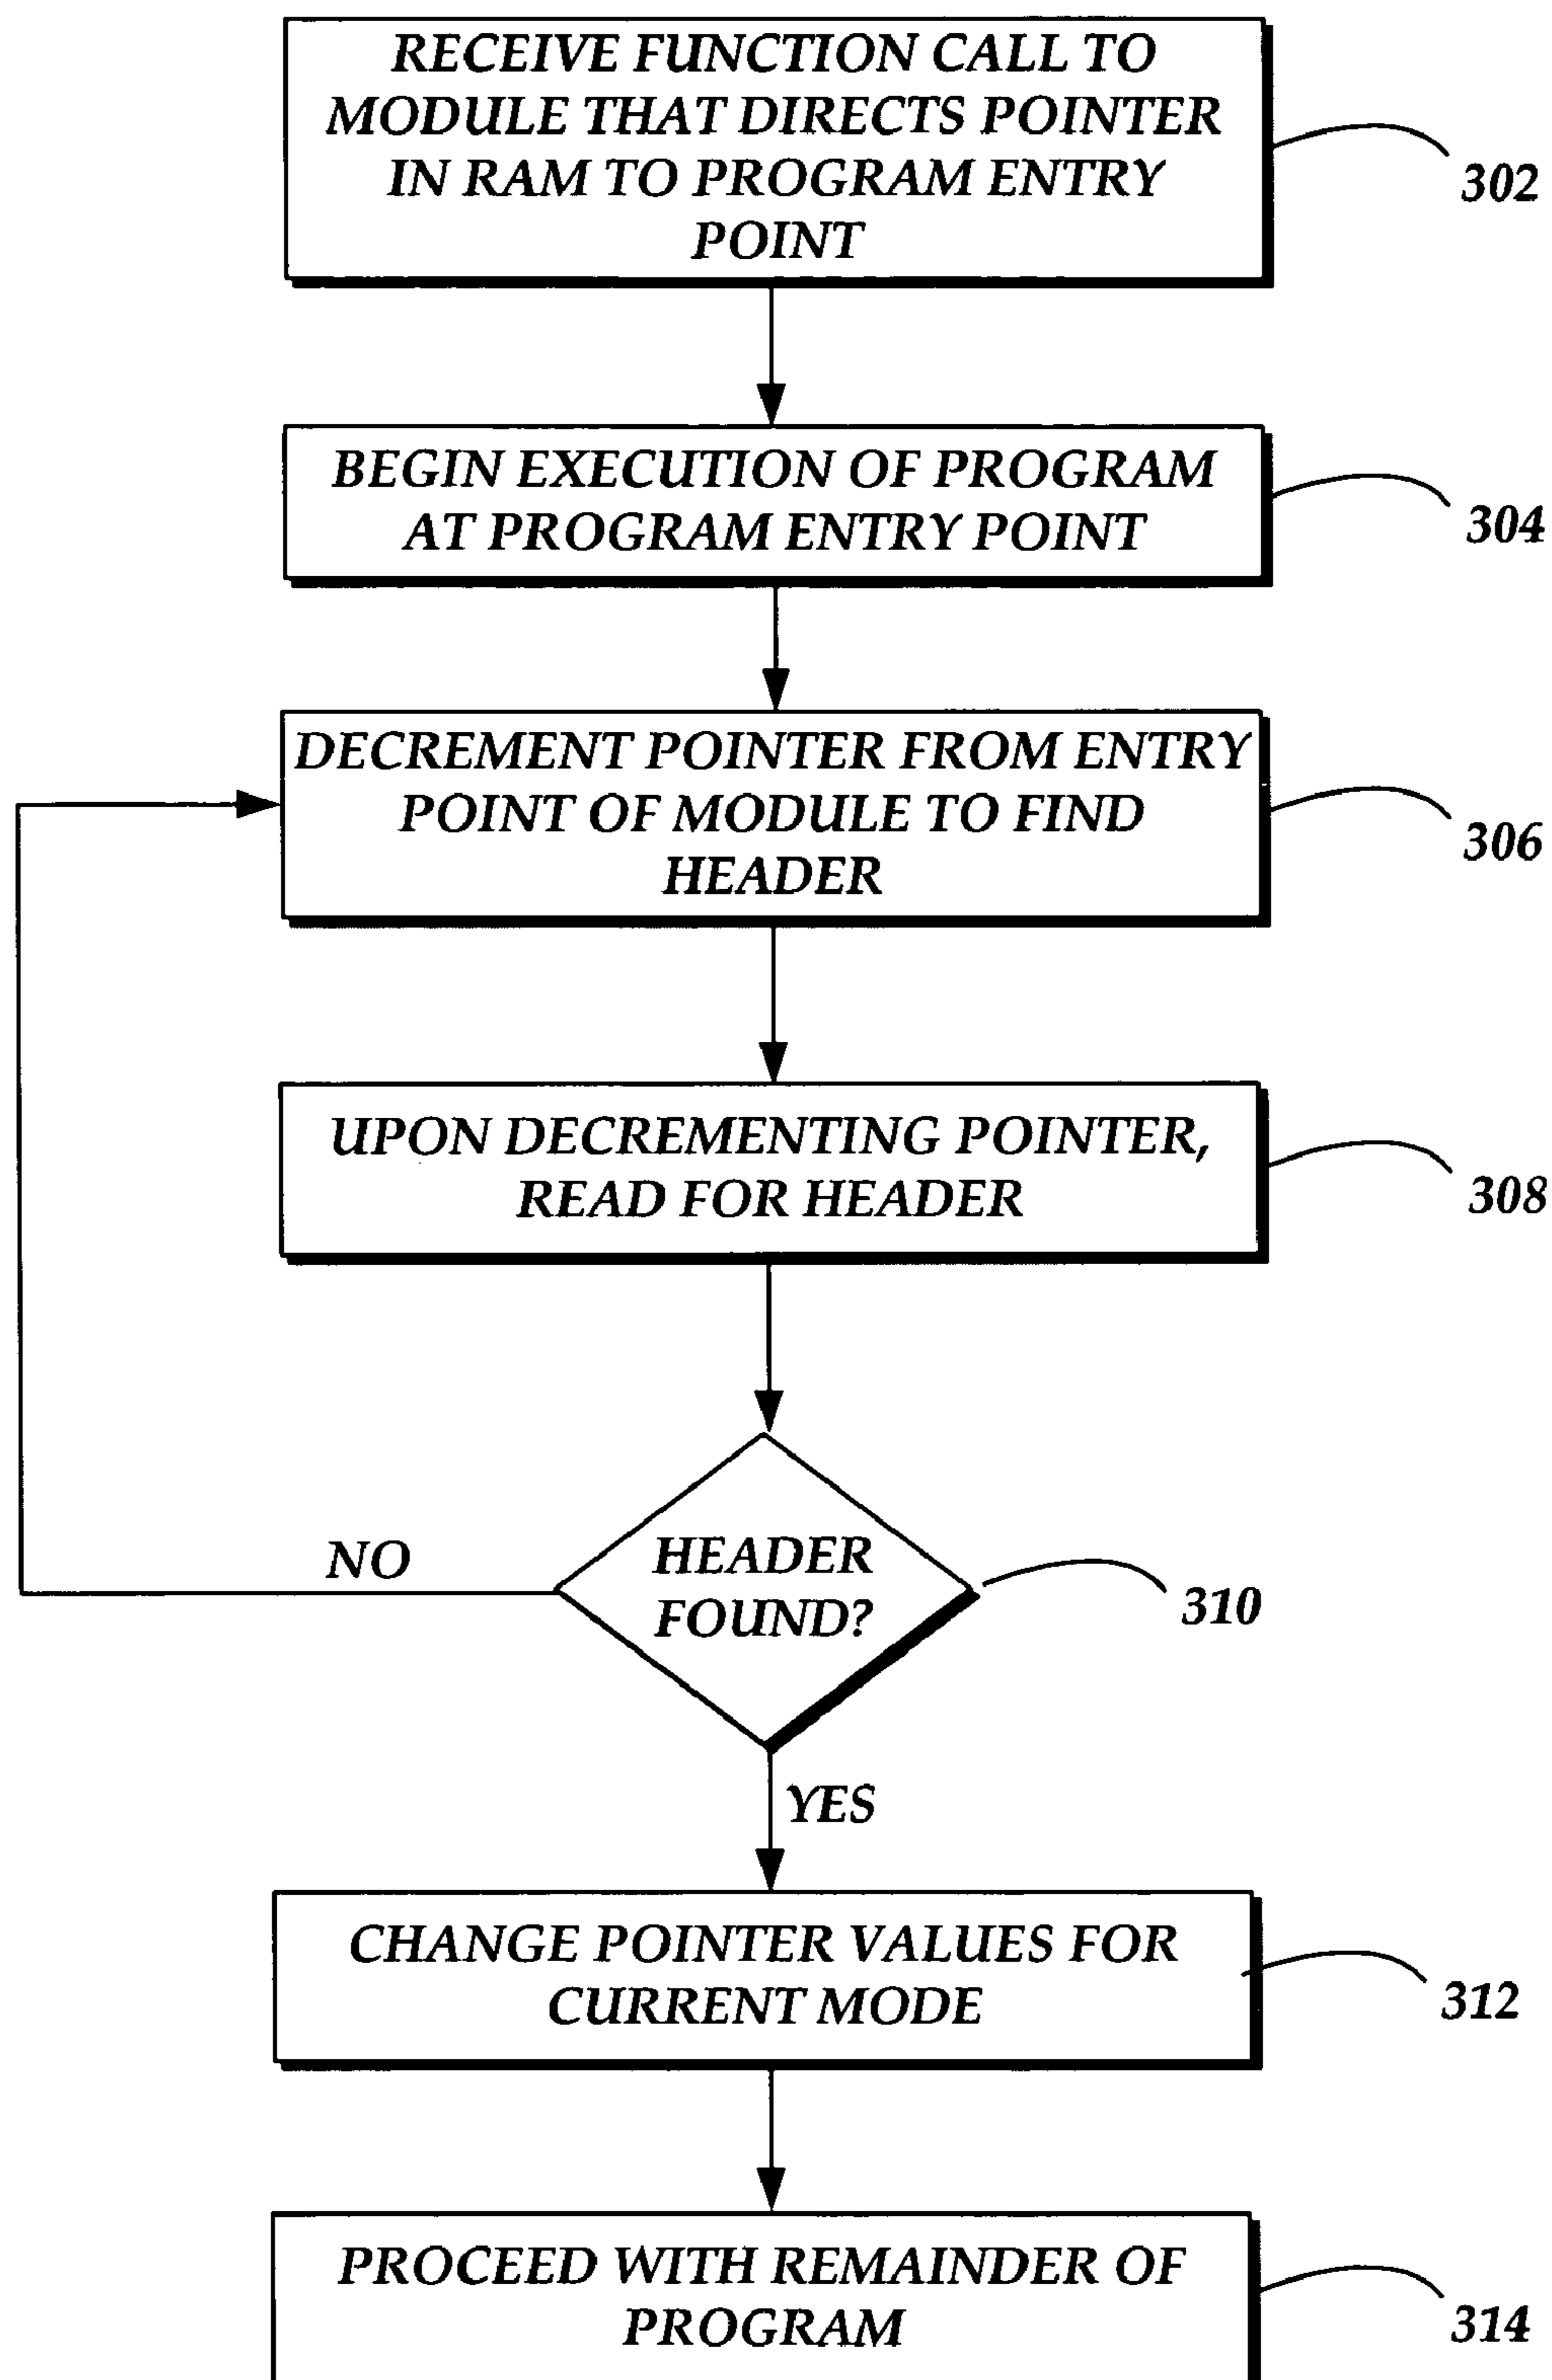 RECEIVE FUNCTION CALL TO
MODULE THAT DIRECTS POINTER
IN RAM TO PROGRAM ENTRY
POINT
302
BEGIN EXECUTION OF PROGRAM
AT PROGRAM ENTRY POINT
304
DECREMENT POINTER FROM ENTRY
POINT OF MODULE TO FIND
HEADER
306
UPON DECREMENTING POINTER,
READ FOR HEADER
308
HEADER
FOUND?
310
NO
YES
CHANGE POINTER VALUES FOR
CURRENT MODE
312
PROCEED WITH REMAINDER OF
PROGRAM
314